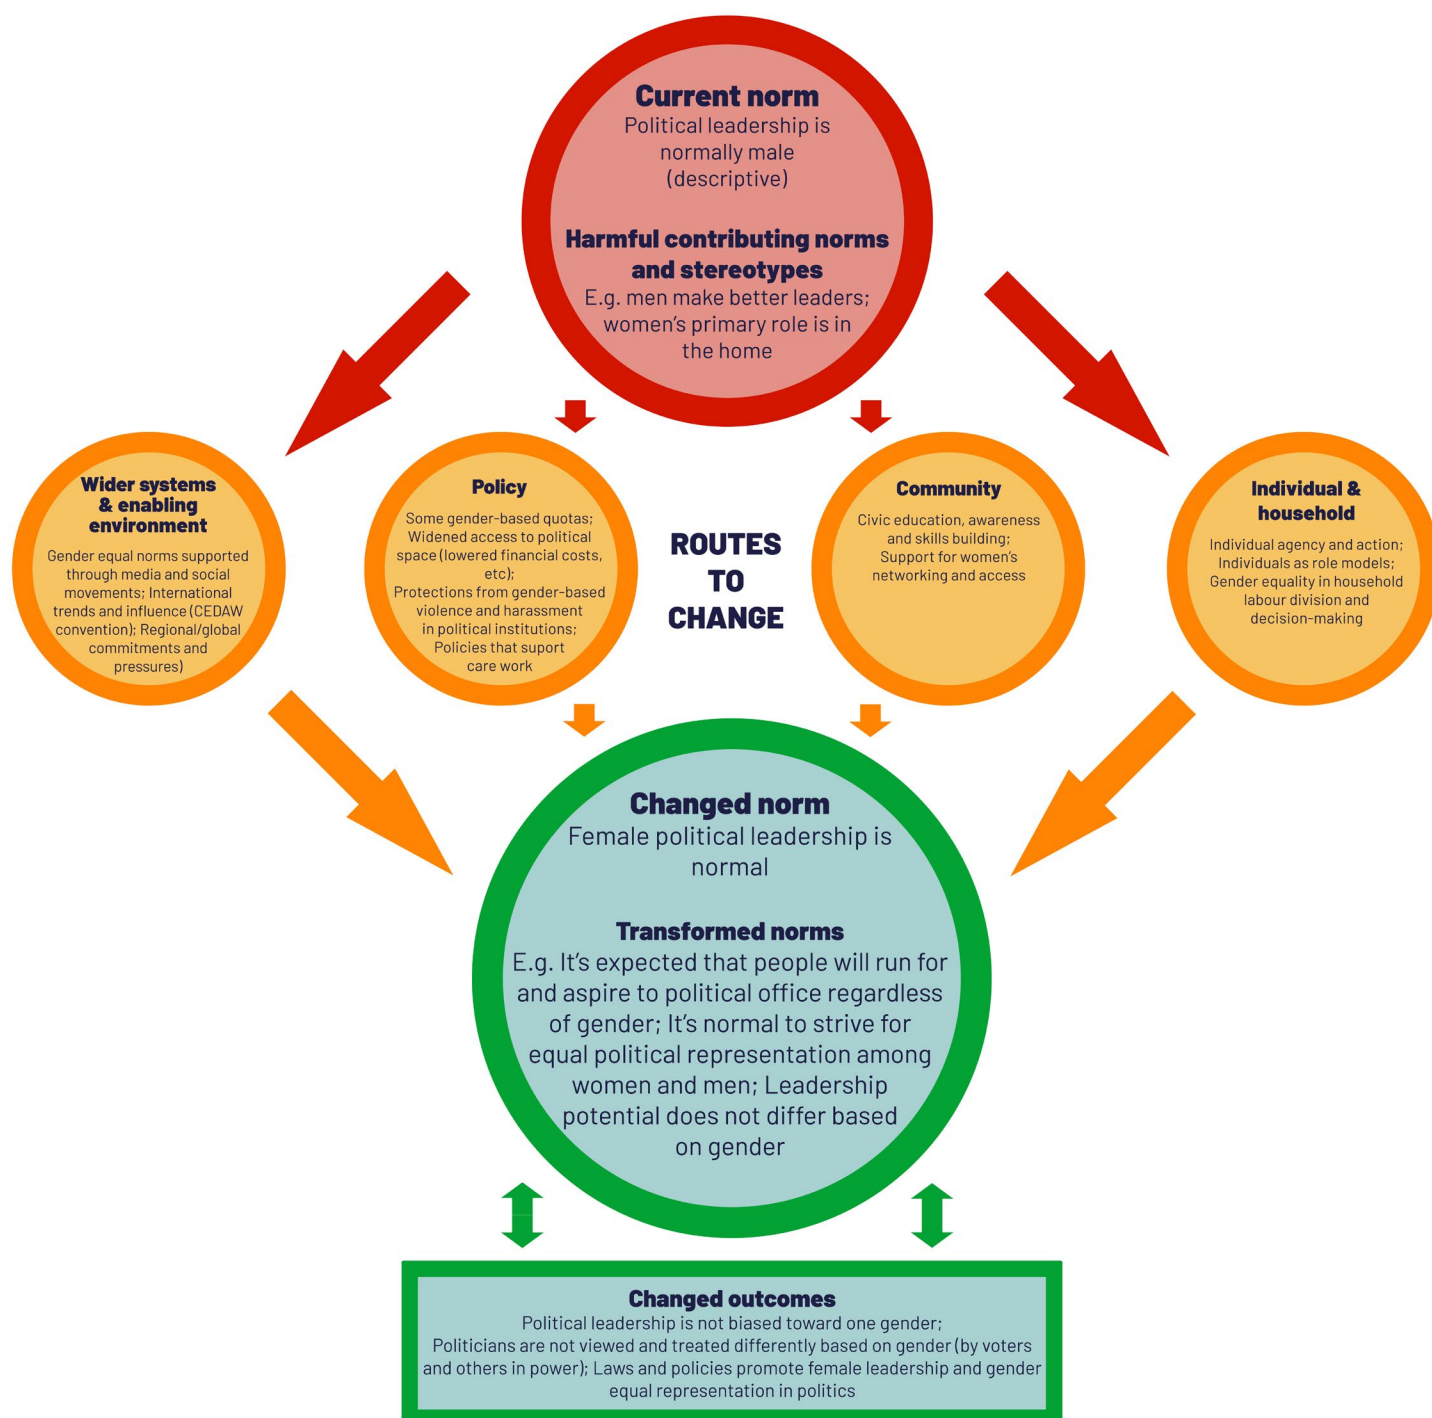 Current norm
Political leadership is
normally male
(descriptive)
Harmful contributing norms
and stereotypes
E.g. men make better leaders;
women's primary role is in
the home
Wider systems
& enabling
environment
Gender equal norms supported
through media and social
movements; International
trends and influence (CEDAW
convention); Regional/global
commitments and
pressures)
Policy
Some gender-based quotas;
Widened access to political
space (lowered financial costs,
etc);
Protections from gender-based
violence and harassment
in political institutions;
Policies that suport
care work
ROUTES
TO
CHANGE
Community
Civic education, awareness
and skills building;
Support for women's
networking and access
Individual &
household
Individual agency and action;
Individuals as role models;
Gender equality in household
labour division and
decision-making
Changed norm
Female political leadership is
normal
Transformed norms
E.g. It's expected that people will run for
and aspire to political office regardless
of gender; It's normal to strive for
equal political representation among
women and men; Leadership
potential does not differ based
on gender
Changed outcomes
Political leadership is not biased toward one gender;
Politicians are not viewed and treated differently based on gender (by voters
and others in power); Laws and policies promote female leadership and gender
equal representation in politics